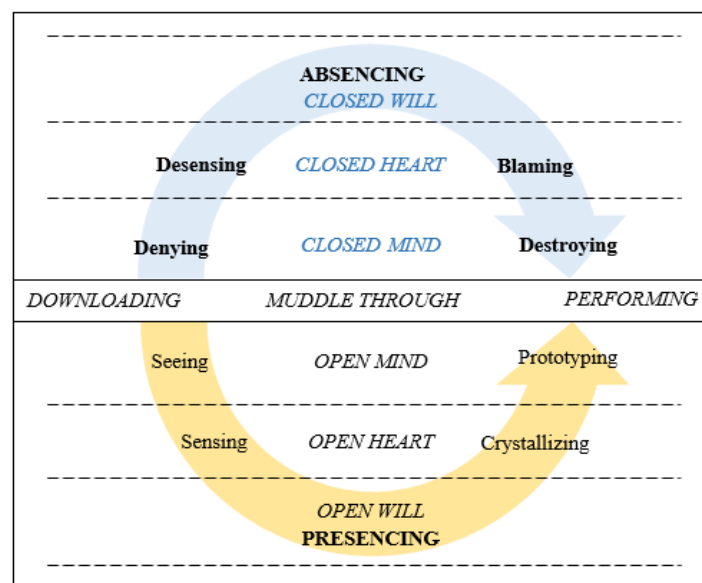 ABSENCING
CLOSED WILL
Desensing CLOSED HEART Blaming
Denying CLOSED MIND Destroying
DOWNLOADING MUDDLE THROUGH PERFORMING
Seeing OPEN MIND Prototyping
Sensing OPEN HEART Crystallizing
OPEN WILL
PRESENCING